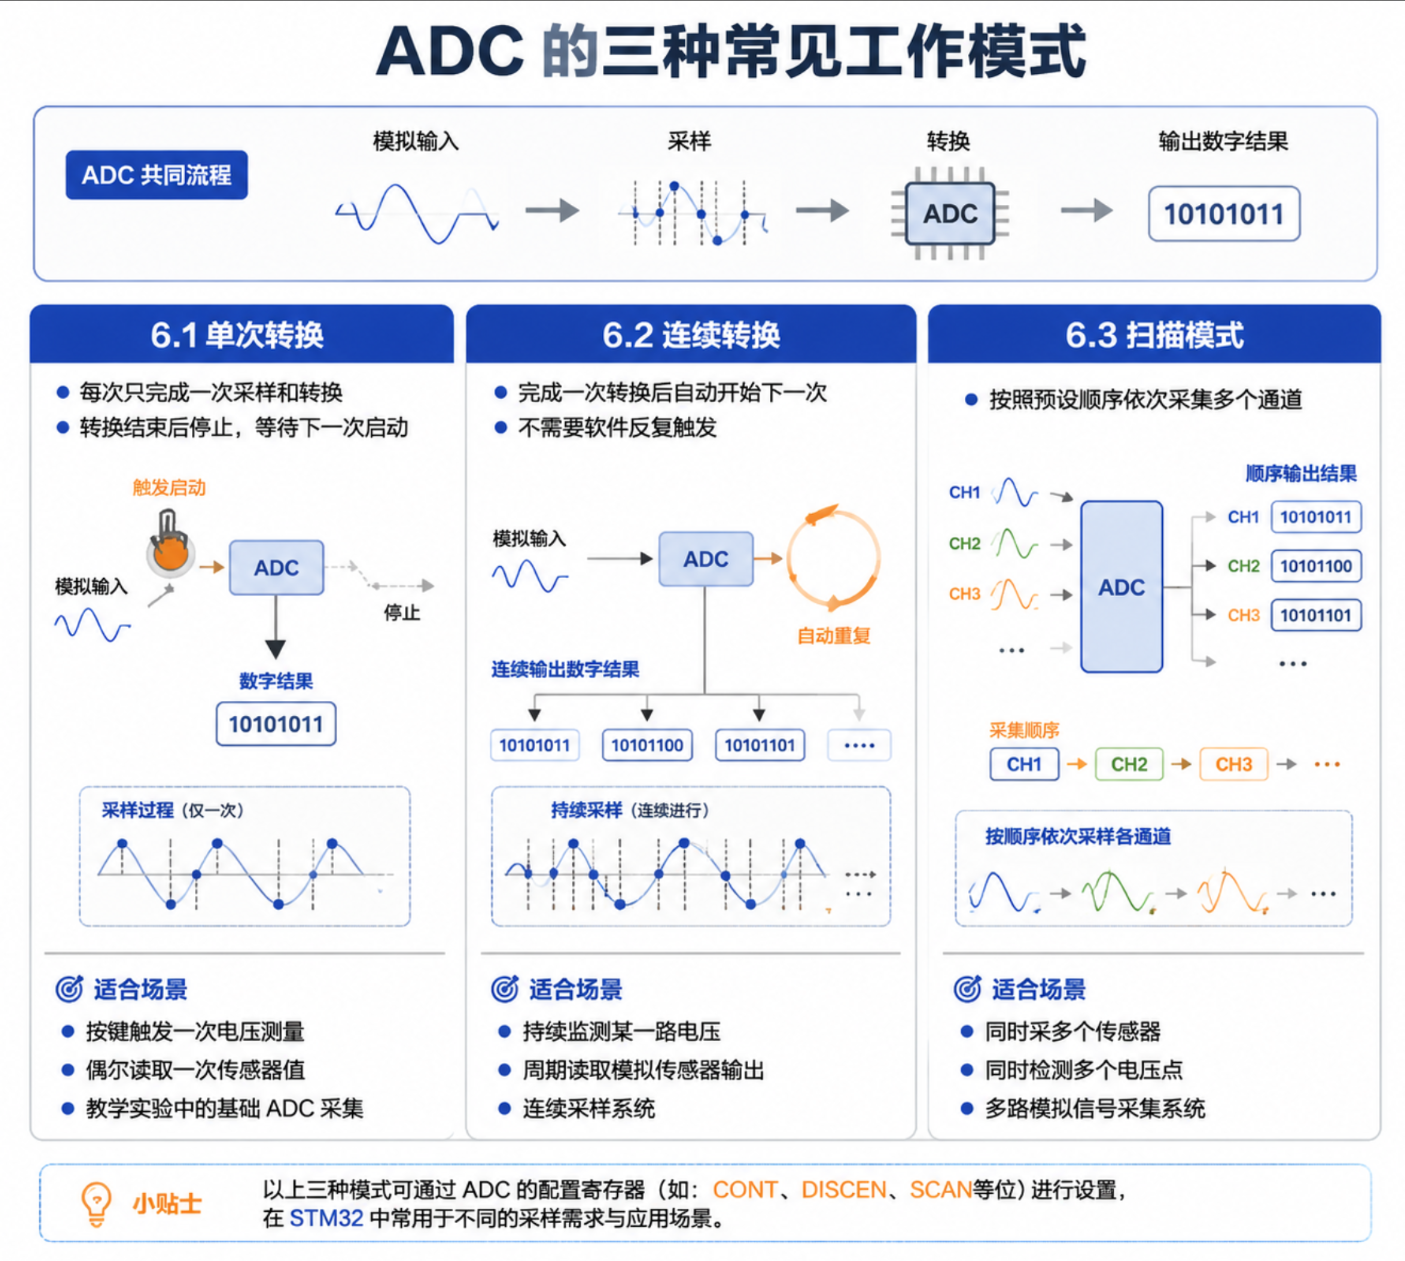 ADC 的三种常见工作模式
ADC 共同流程
模拟输入
采样
转换
输出数字结果
ADC
10101011
6.1 单次转换
每次只完成一次采样和转换
转换结束后停止，等待下一次启动
触发启动
模拟输入
ADC
停止
数字结果
10101011
采样过程（仅一次）
适合场景
按键触发一次电压测量
偶尔读取一次传感器值
教学实验中的基础 ADC 采集
6.2 连续转换
完成一次转换后自动开始下一次
不需要软件反复触发
模拟输入
ADC
自动重复
连续输出数字结果
10101011
10101100
10101101
....
持续采样（连续进行）
...
适合场景
持续监测某一路电压
周期读取模拟传感器输出
连续采样系统
6.3 扫描模式
按照预设顺序依次采集多个通道
顺序输出结果
CH1
CH2
CH3
...
ADC
CH1 10101011
CH2 10101100
CH3 10101101
...
采集顺序
CH1
CH2
CH3
...
按顺序依次采样各通道
...
适合场景
同时采多个传感器
同时检测多个电压点
多路模拟信号采集系统
小贴士
以上三种模式可通过 ADC 的配置寄存器（如：CONT、DISCEN、SCAN等位）进行设置，
在 STM32 中常用于不同的采样需求与应用场景。